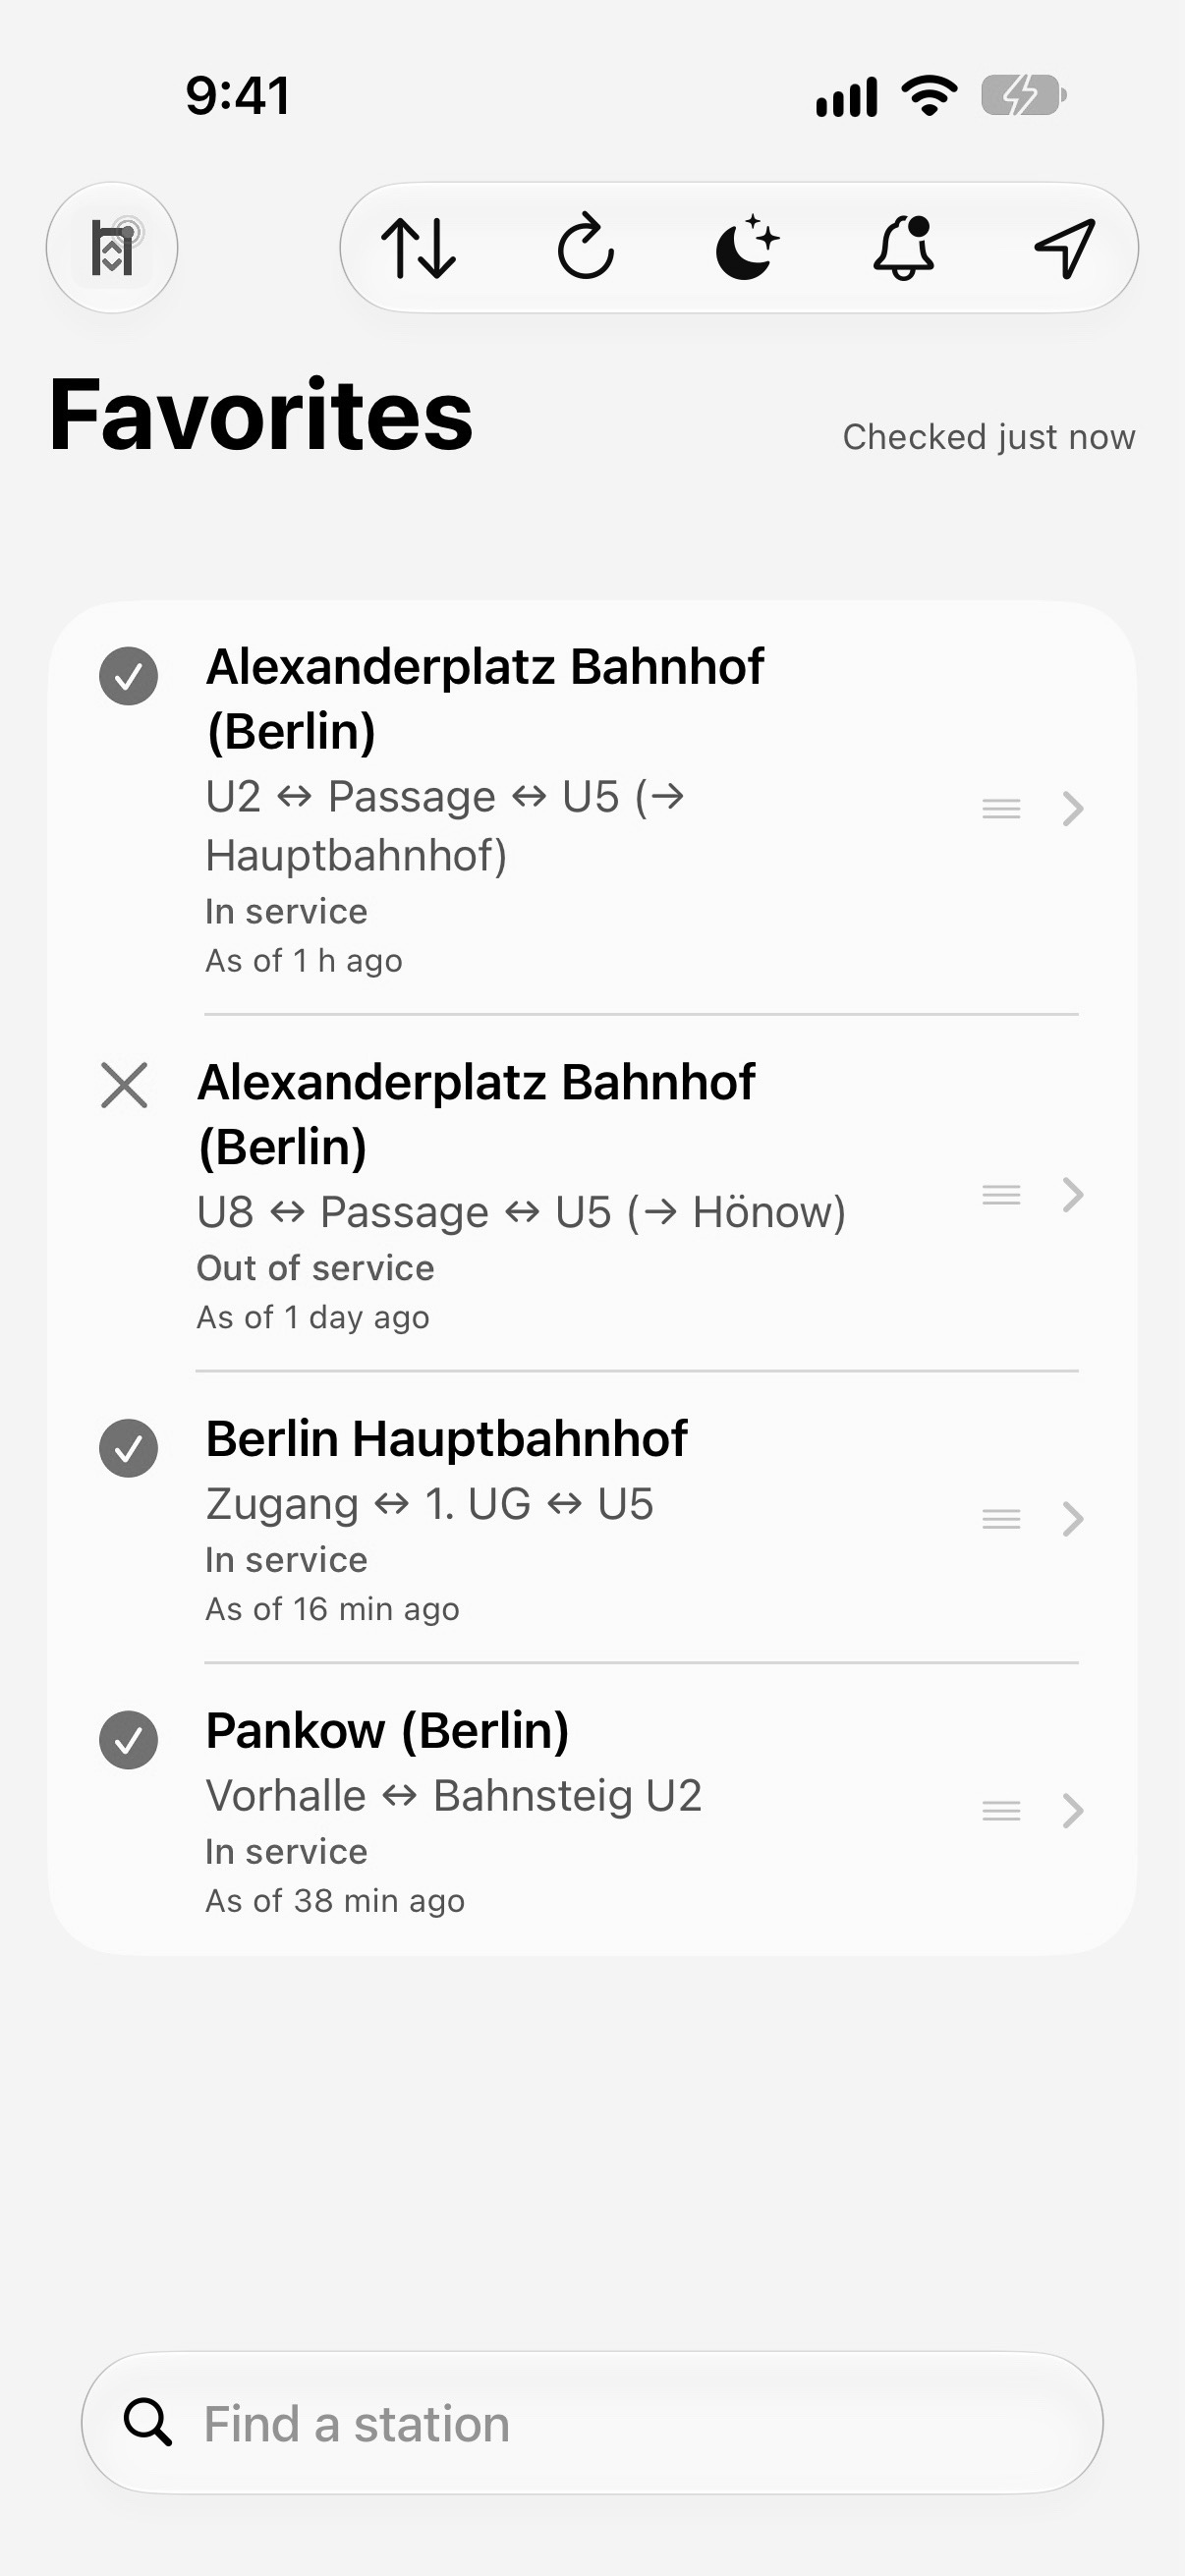 9:41
Favorites
Checked just now
Alexanderplatz Bahnhof
(Berlin)
U2 ↔ Passage ↔ U5 (→
Hauptbahnhof)
In service
As of 1 h ago
Alexanderplatz Bahnhof
(Berlin)
U8 ↔ Passage ↔ U5 (→ Hönow)
Out of service
As of 1 day ago
Berlin Hauptbahnhof
Zugang ↔ 1. UG ↔ U5
In service
As of 16 min ago
Pankow (Berlin)
Vorhalle ↔ Bahnsteig U2
In service
As of 38 min ago
Find a station